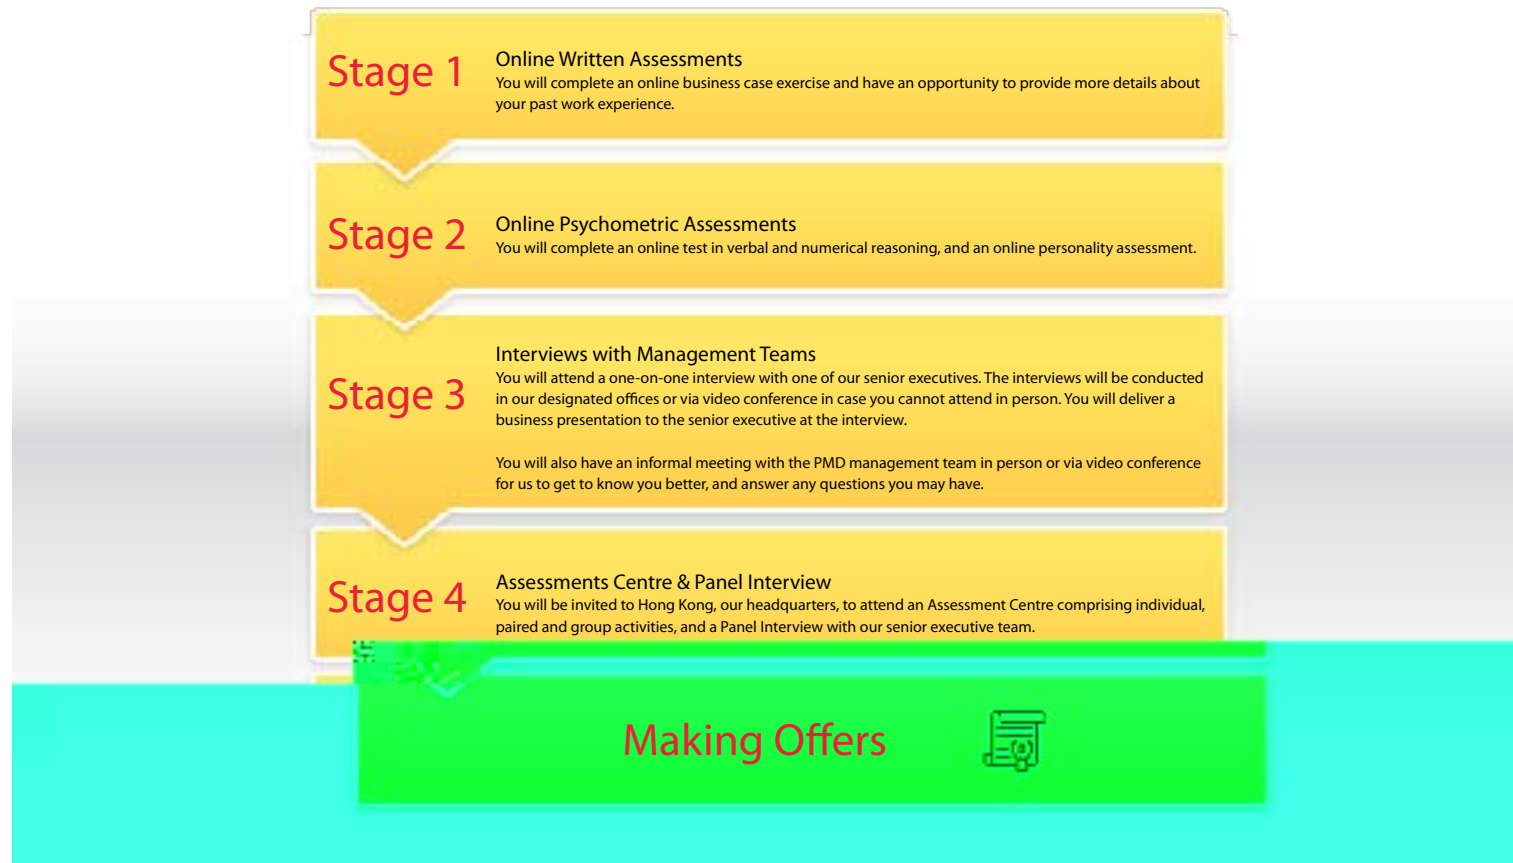 Stage 1
Online Written Assessments
You will complete an online business case exercise and have an opportunity to provide more details about
your past work experience.
Stage 2
Online Psychometric Assessments
You will complete an online test in verbal and numerical reasoning, and an online personality assessment.
Stage 3
Interviews with Management Teams
You will attend a one-on-one interview with one of our senior executives. The interviews will be conducted
in our designated offices or via video conference in case you cannot attend in person. You will deliver a
business presentation to the senior executive at the interview.
You will also have an informal meeting with the PMD management team in person or via video conference
for us to get to know you better, and answer any questions you may have.
Stage 4
Assessments Centre & Panel Interview
You will be invited to Hong Kong, our headquarters, to attend an Assessment Centre comprising individual,
paired and group activities, and a Panel Interview with our senior executive team.
Making Offers